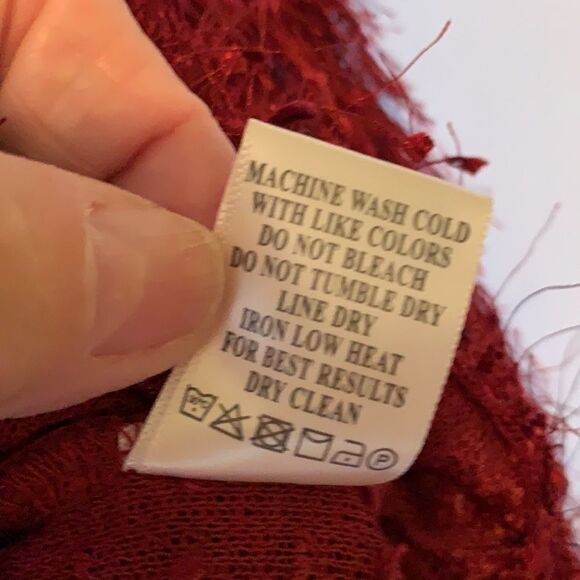 MACHINE WASH COLD
WITH LIKE COLORS
DO NOT BLEACH
DO NOT TUMBLE DRY
LINE DRY
IRON LOW HEAT
FOR BEST RESULTS
DRY CLEAN
P